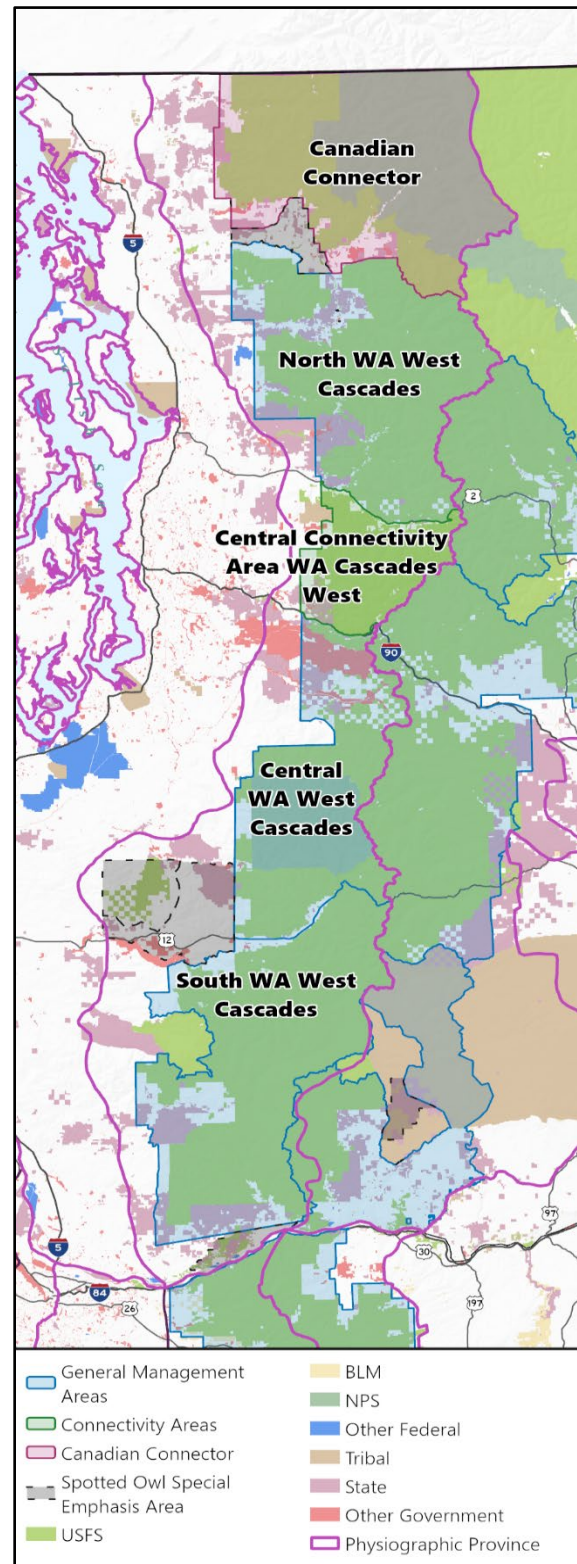 Canadian
Connector
5
North WA West
Cascades
2
Central Connectivity
Area WA Cascades
West
90
Central
WA West
Cascades
12
South WA West
Cascades
97
5
30
84
26
197
General Management
Areas
Connectivity Areas
Canadian Connector
Spotted Owl Special
Emphasis Area
USFS
BLM
NPS
Other Federal
Tribal
State
Other Government
Physiographic Province